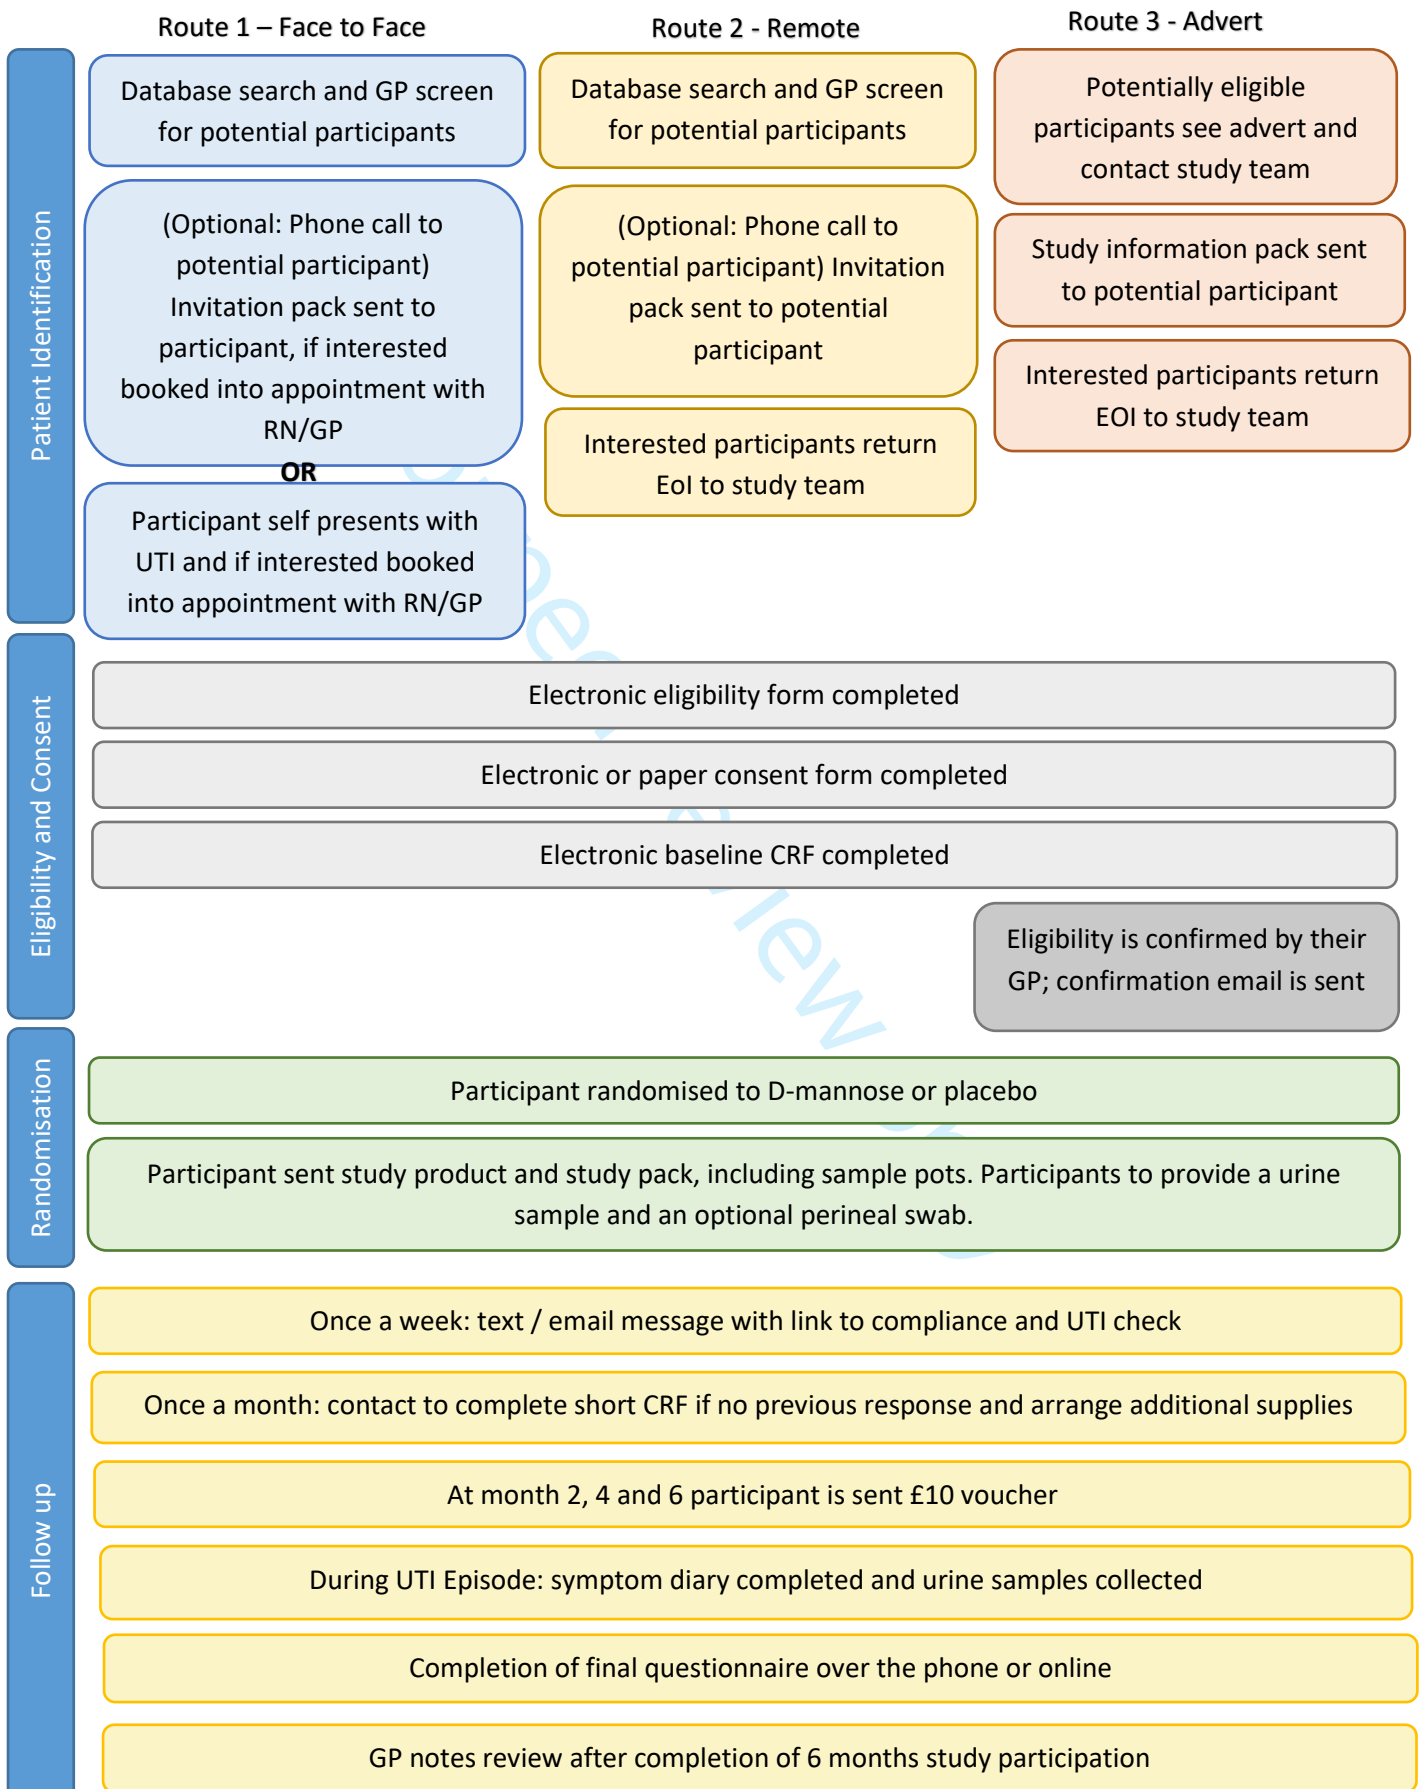 Route 1 – Face to Face
Route 2 - Remote
Route 3 - Advert
Patient Identification
Database search and GP screen
for potential participants
(Optional: Phone call to
potential participant)
Invitation pack sent to
participant, if interested
booked into appointment with
RN/GP
OR
Participant self presents with
UTI and if interested booked
into appointment with RN/GP
Database search and GP screen
for potential participants
(Optional: Phone call to
potential participant) Invitation
pack sent to potential
participant
Interested participants return
EoI to study team
Potentially eligible
participants see advert and
contact study team
Study information pack sent
to potential participant
Interested participants return
EOI to study team
Eligibility and Consent
Electronic eligibility form completed
Electronic or paper consent form completed
Electronic baseline CRF completed
Eligibility is confirmed by their
GP; confirmation email is sent
Randomisation
Participant randomised to D-mannose or placebo
Participant sent study product and study pack, including sample pots. Participants to provide a urine
sample and an optional perineal swab.
Follow up
Once a week: text / email message with link to compliance and UTI check
Once a month: contact to complete short CRF if no previous response and arrange additional supplies
At month 2, 4 and 6 participant is sent £10 voucher
During UTI Episode: symptom diary completed and urine samples collected
Completion of final questionnaire over the phone or online
GP notes review after completion of 6 months study participation